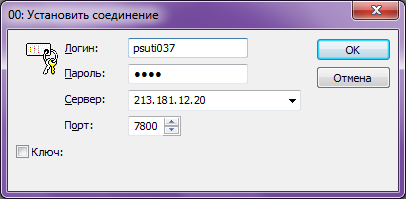 00: Установить соединение
Логин: psuti037 OK
Пароль: ●●●● Отмена
Сервер: 213.181.12.20
Порт: 7800
Ключ: